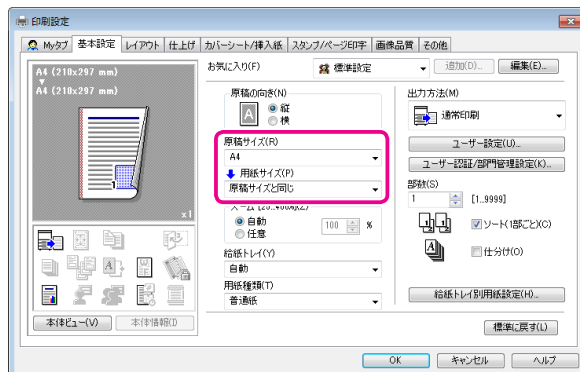 印刷設定
Myタブ 基本設定 レイアウト 仕上げ カバーシート/挿入紙 スタンプ/ページ印字 画像品質 その他
A4 (210x297 mm)
A4 (210x297 mm)
x1
本体ビュー(V) 本体情報(I)
お気に入り(F) 標準設定 追加(D)... 編集(E)...
原稿の向き(N)
A
縦
横
原稿サイズ(R)
A4
用紙サイズ(P)
原稿サイズと同じ
ズーム [25..400%](Z)
自動
任意
100 %
給紙トレイ(Y)
自動
用紙種類(T)
普通紙
出力方法(M)
通常印刷
ユーザー設定(U)...
ユーザー認証/部門管理設定(K)...
部数(S)
1 [1..9999]
ソート(1部ごと)(C)
仕分け(O)
給紙トレイ別用紙設定(H)...
標準に戻す(L)
OK キャンセル ヘルプ